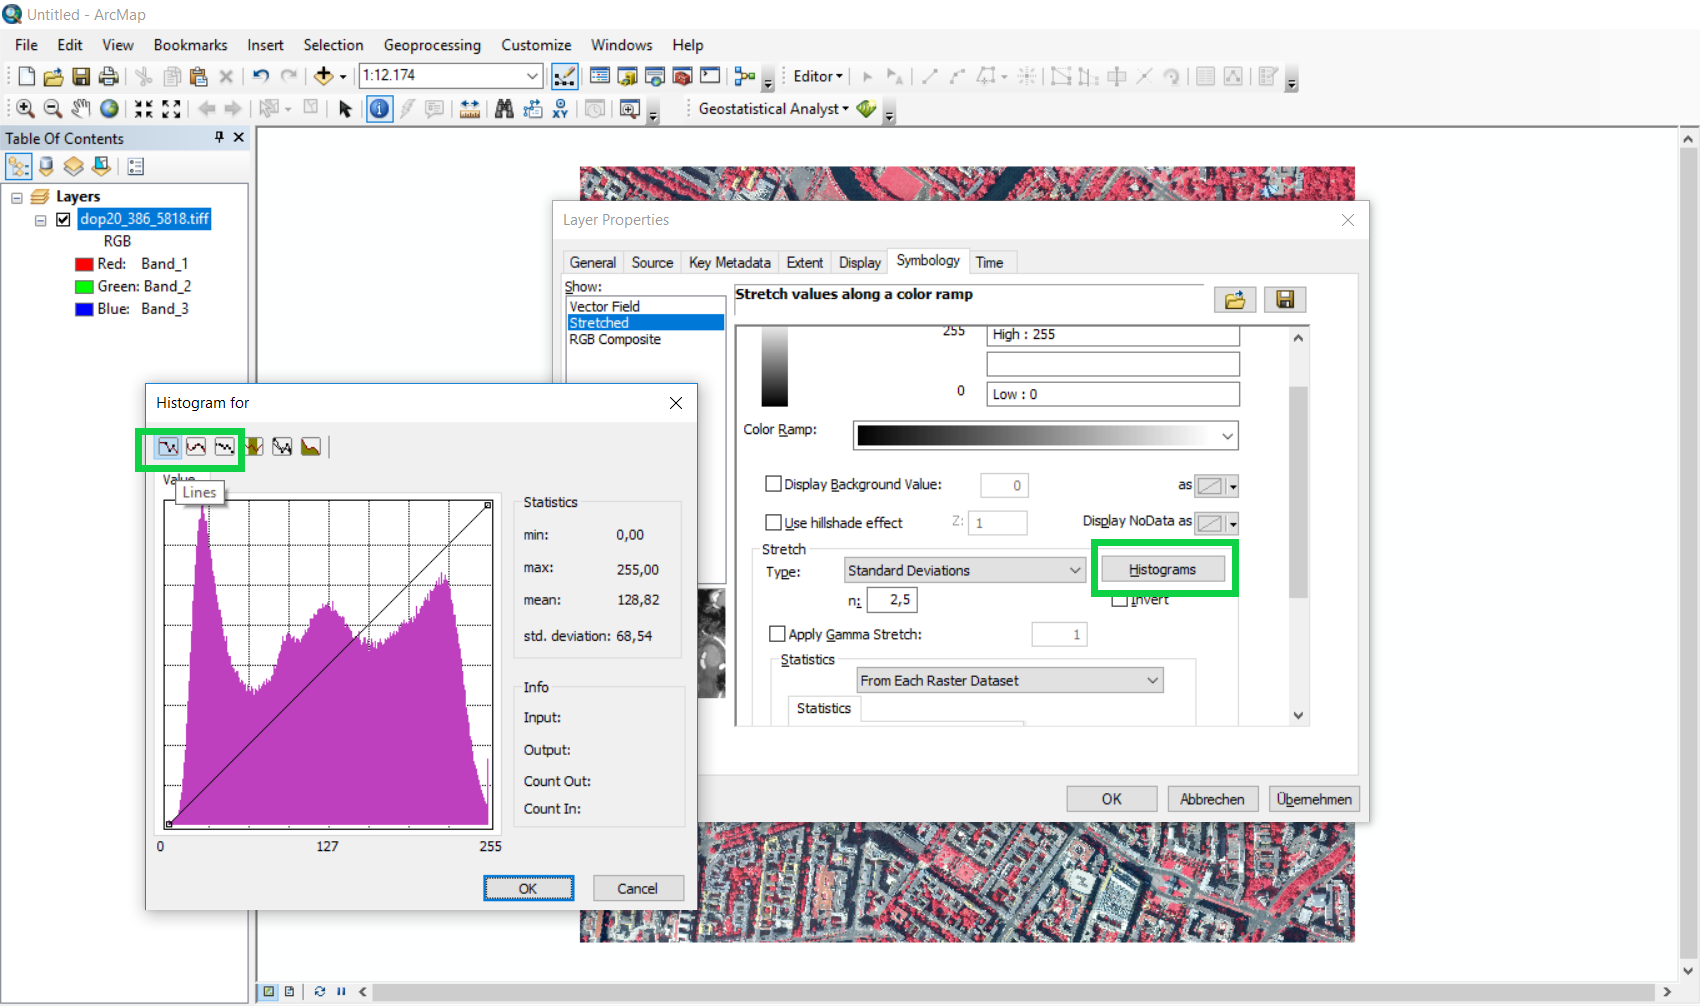 Untitled - ArcMap
File Edit View Bookmarks Insert Selection Geoprocessing Customize Windows Help
1:12.174 Editor
XY Geostatistical Analyst
Table Of Contents
Layers
dop20_386_5818.tiff
RGB
Red: Band_1
Green: Band_2
Blue: Band_3
Layer Properties
General Source Key Metadata Extent Display Symbology Time
Show:
Vector Field
Stretched
RGB Composite
Stretch values along a color ramp
255 High : 255
0 Low : 0
Color Ramp:
Display Background Value: 0 as
Use hillshade effect Z: 1 Display NoData as
Stretch
Type: Standard Deviations Histograms
n: 2,5 Invert
Apply Gamma Stretch: 1
Statistics
From Each Raster Dataset
Statistics
OK Abbrechen Übernehmen
Histogram for
Value
Lines
Statistics
min: 0,00
max: 255,00
mean: 128,82
std. deviation: 68,54
Info
Input:
Output:
Count Out:
Count In:
0 127 255
OK Cancel